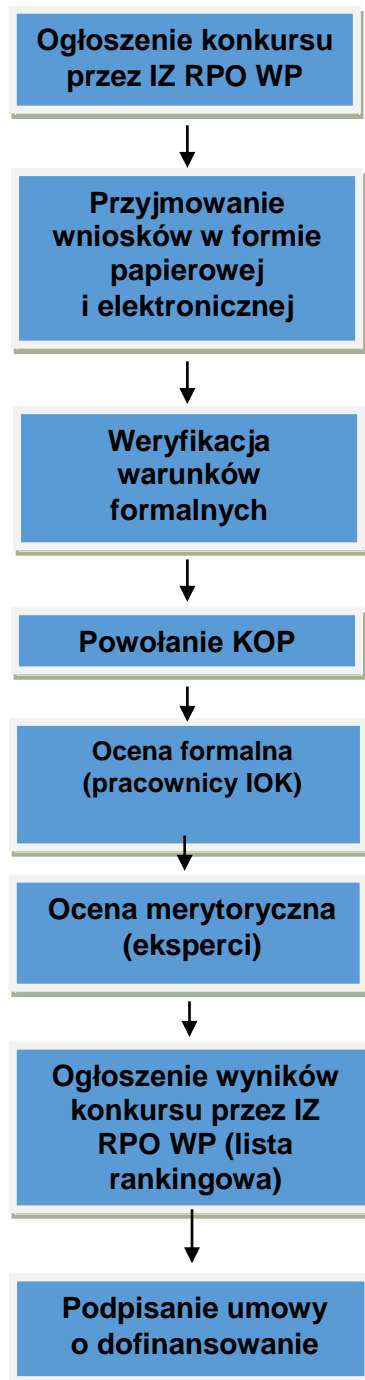 Ogłoszenie konkursu
przez IZ RPO WP
Przyjmowanie
wniosków w formie
papierowej
i elektronicznej
Weryfikacja
warunków
formalnych
Powołanie KOP
Ocena formalna
(pracownicy IOK)
Ocena merytoryczna
(eksperci)
Ogłoszenie wyników
konkursu przez IZ
RPO WP (lista
rankingowa)
Podpisanie umowy
o dofinansowanie